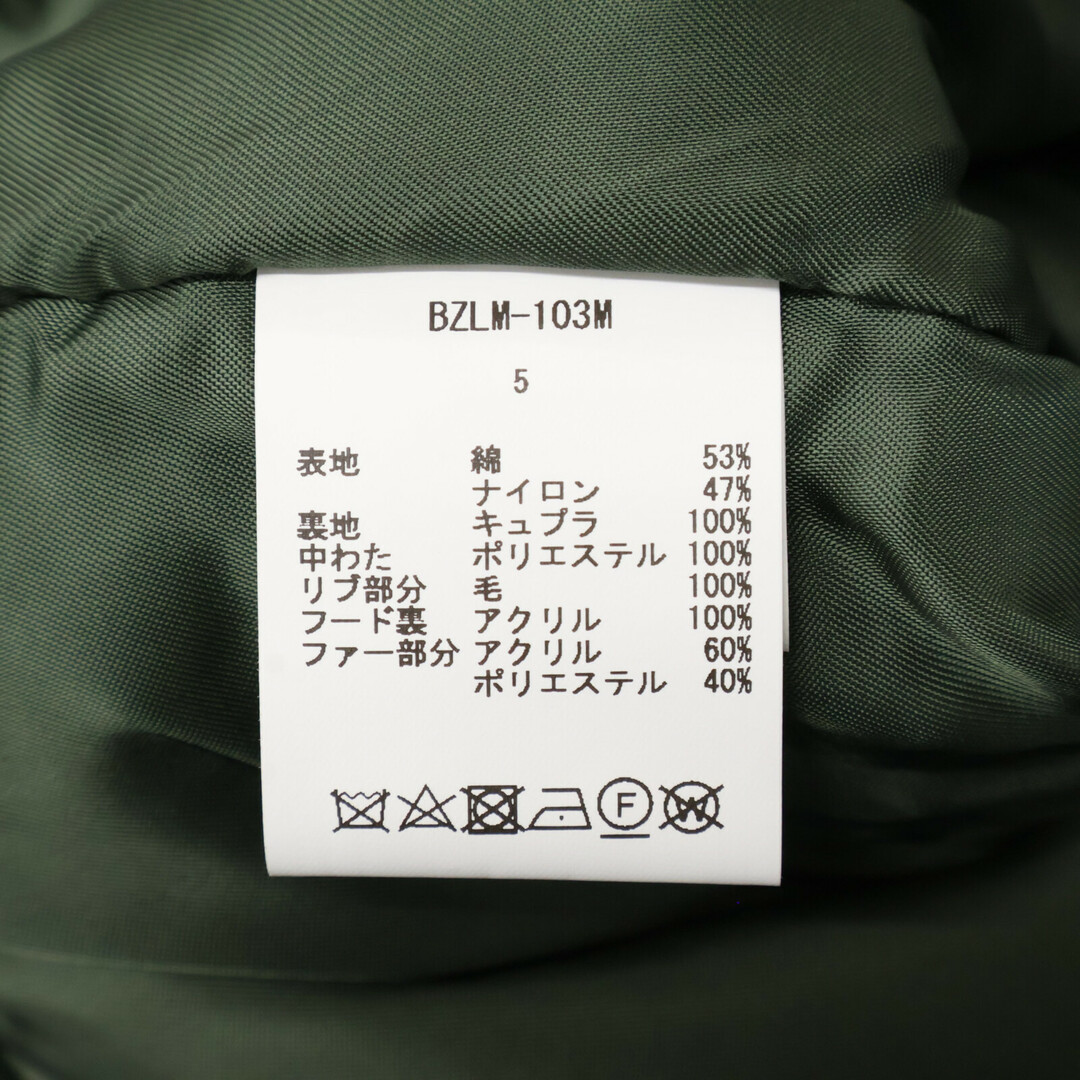 BZLM-103M
5
表地 綿 53%
ナイロン 47%
裏地 キュプラ 100%
中わた ポリエステル 100%
リブ部分 毛 100%
フード裏 アクリル 100%
ファー部分 アクリル 60%
ポリエステル 40%
F W